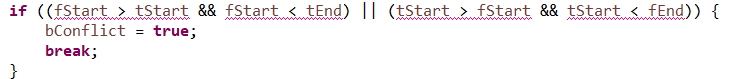 if ((fStart > tStart && fStart < tEnd) || (tStart > fStart && tStart < fEnd)) {
    bConflict = true;
    break;
}